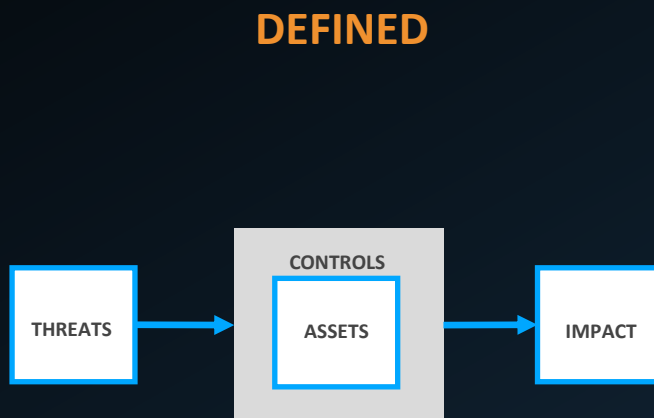 DEFINED
CONTROLS
THREATS
ASSETS
IMPACT